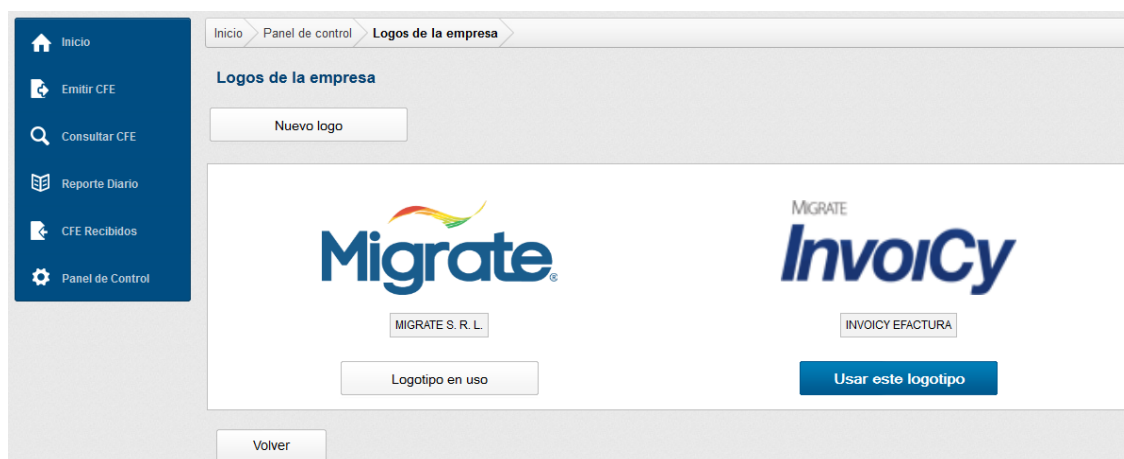 Inicio
Emitir CFE
Consultar CFE
Reporte Diario
CFE Recibidos
Panel de Control
Inicio Panel de control Logos de la empresa
Logos de la empresa
Nuevo logo
Migrate®
MIGRATE S. R. L.
Logotipo en uso
MIGRATE
InvoiCy
INVOICY EFACTURA
Usar este logotipo
Volver